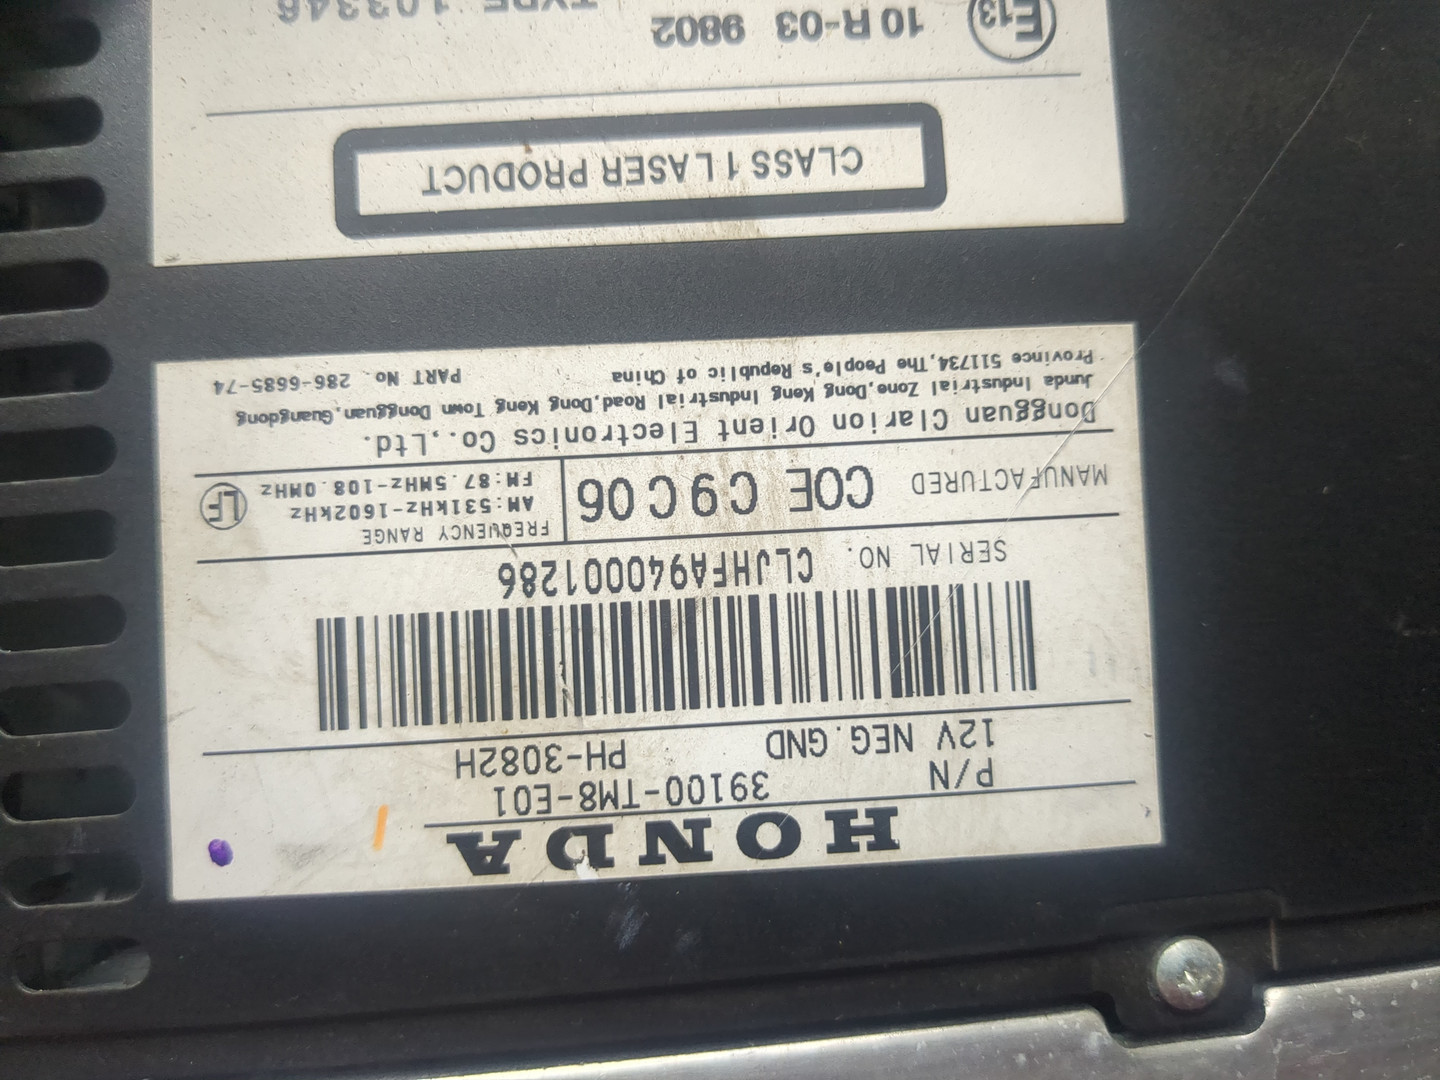 HONDA
P/N 39100-TM8-E01
12V NEG.GND PH-3082H
SERIAL NO. CLJHFA940001286
MANUFACTURED COE C9C06
FREQUENCY RANGE
AM:531kHz-1602kHz
FM:87.5MHz-108.0MHz
LF
Dongguan Clarion Orient Electronics Co.,Ltd.
Junda Industrial Zone,Dong Keng Industrial Road,Dong Keng Town Dongguan,Guangdong
Province 511734,The People's Republic of China PART No. 286-6685-74
CLASS 1 LASER PRODUCT
E13 10R-03 9802
TYPE 103346